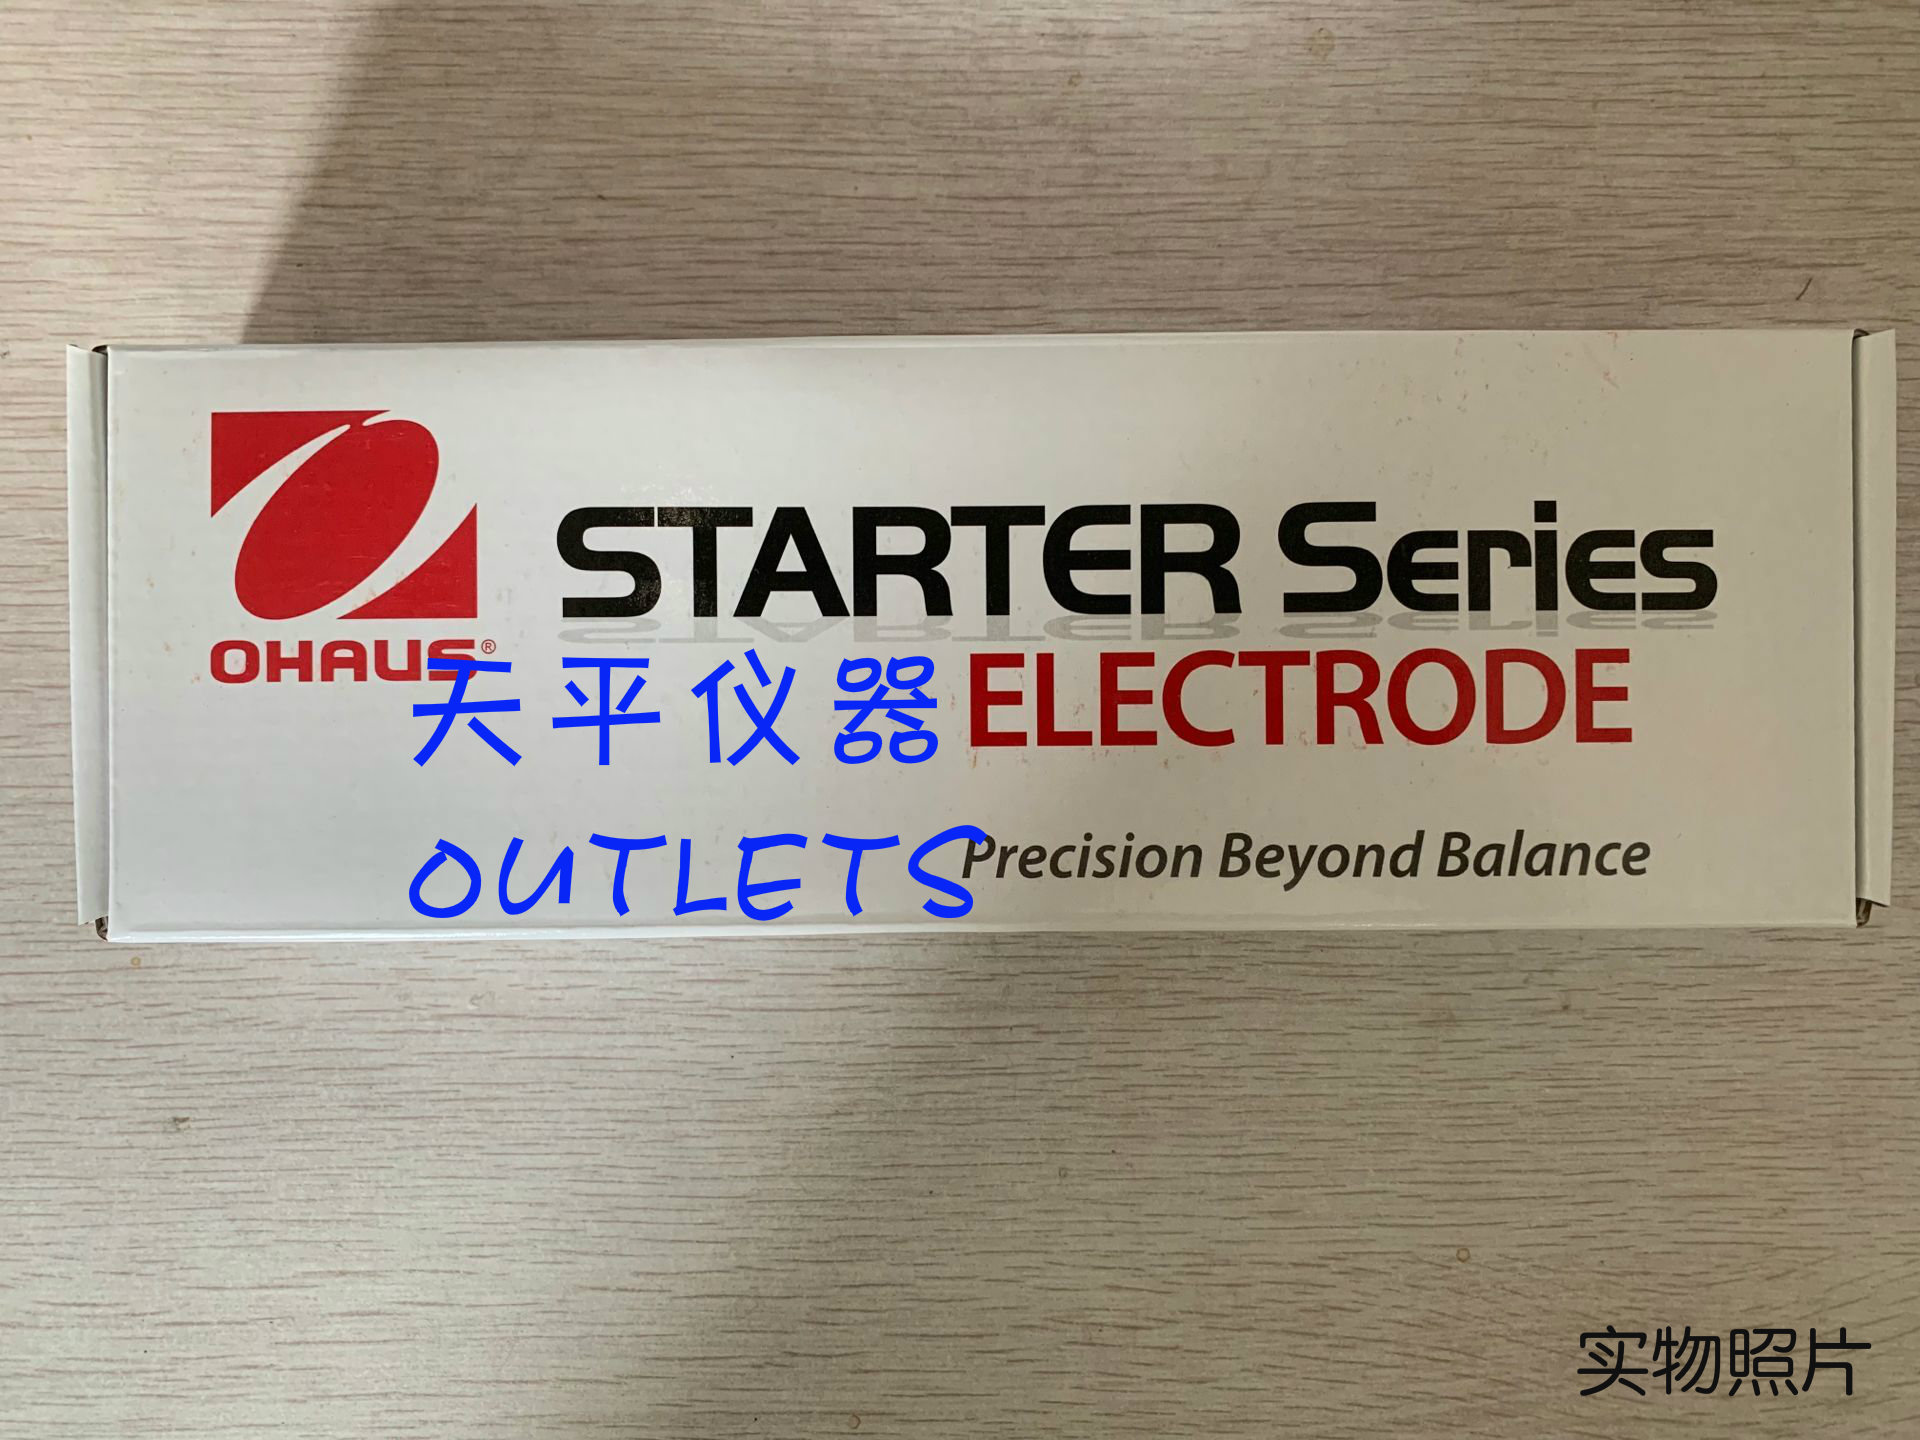 STARTER Series
OHAUS®
ELECTRODE
天平仪器
OUTLETS
Precision Beyond Balance
实物照片